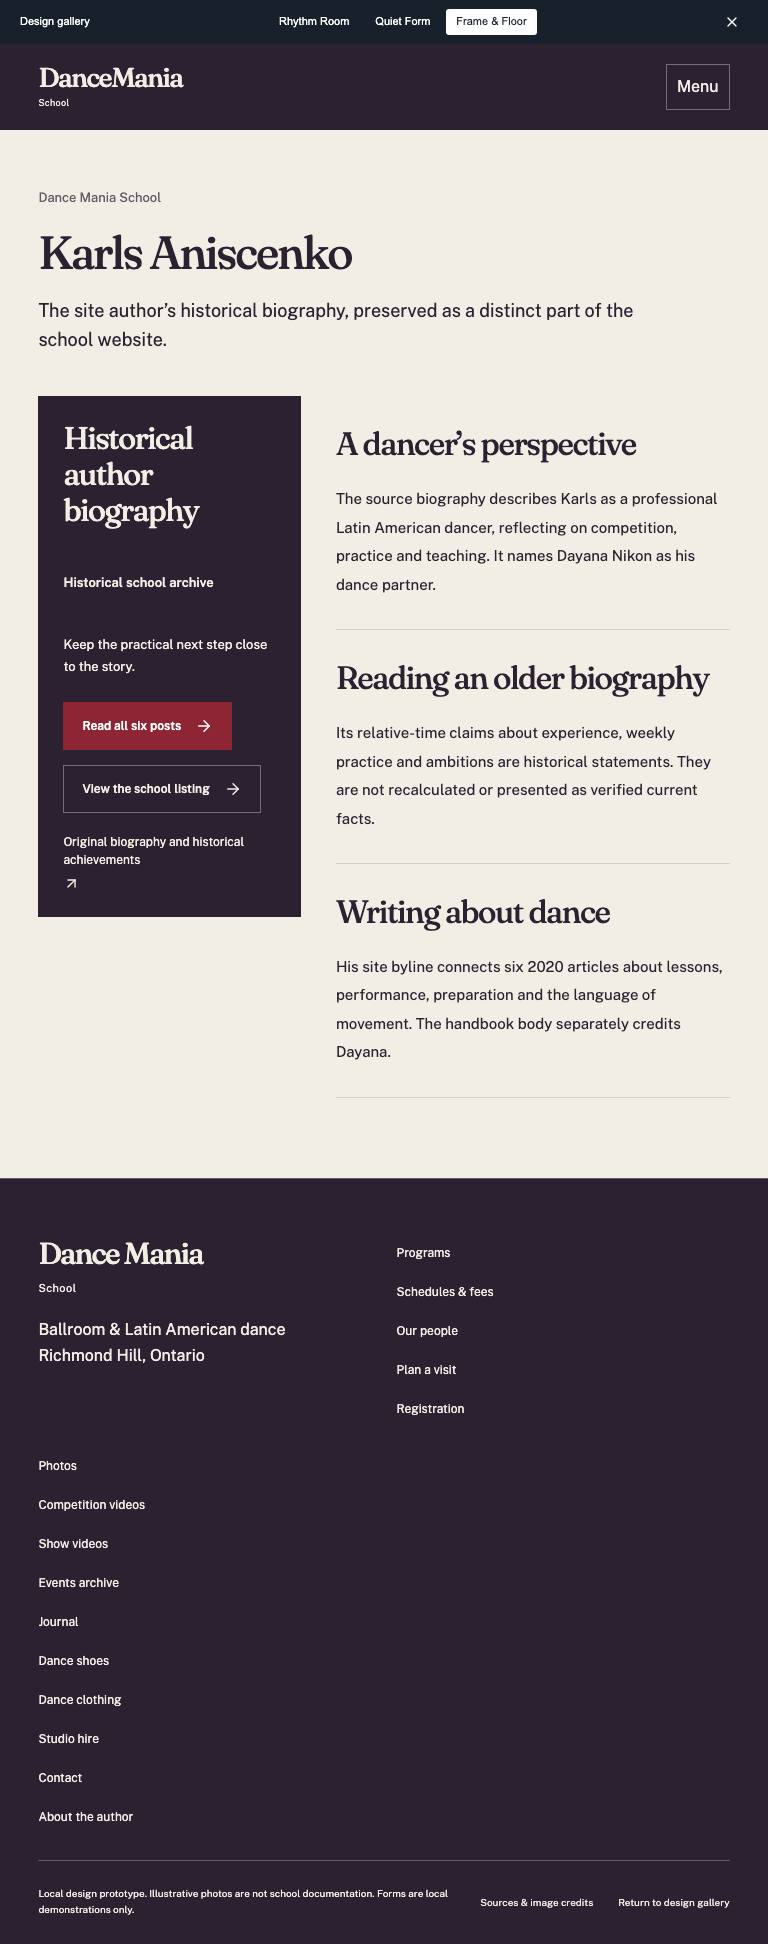 Design gallery
Rhythm Room
Quiet Form
Frame & Floor
DanceMania
School
Menu
Dance Mania School
Karls Aniscenko
The site author’s historical biography, preserved as a distinct part of the
school website.
Historical
author
biography
Historical school archive
Keep the practical next step close
to the story.
Read all six posts
View the school listing
Original biography and historical
achievements
A dancer’s perspective
The source biography describes Karls as a professional
Latin American dancer, reflecting on competition,
practice and teaching. It names Dayana Nikon as his
dance partner.
Reading an older biography
Its relative-time claims about experience, weekly
practice and ambitions are historical statements. They
are not recalculated or presented as verified current
facts.
Writing about dance
His site byline connects six 2020 articles about lessons,
performance, preparation and the language of
movement. The handbook body separately credits
Dayana.
Dance Mania
School
Ballroom & Latin American dance
Richmond Hill, Ontario
Programs
Schedules & fees
Our people
Plan a visit
Registration
Photos
Competition videos
Show videos
Events archive
Journal
Dance shoes
Dance clothing
Studio hire
Contact
About the author
Local design prototype. Illustrative photos are not school documentation. Forms are local
demonstrations only.
Sources & image credits
Return to design gallery